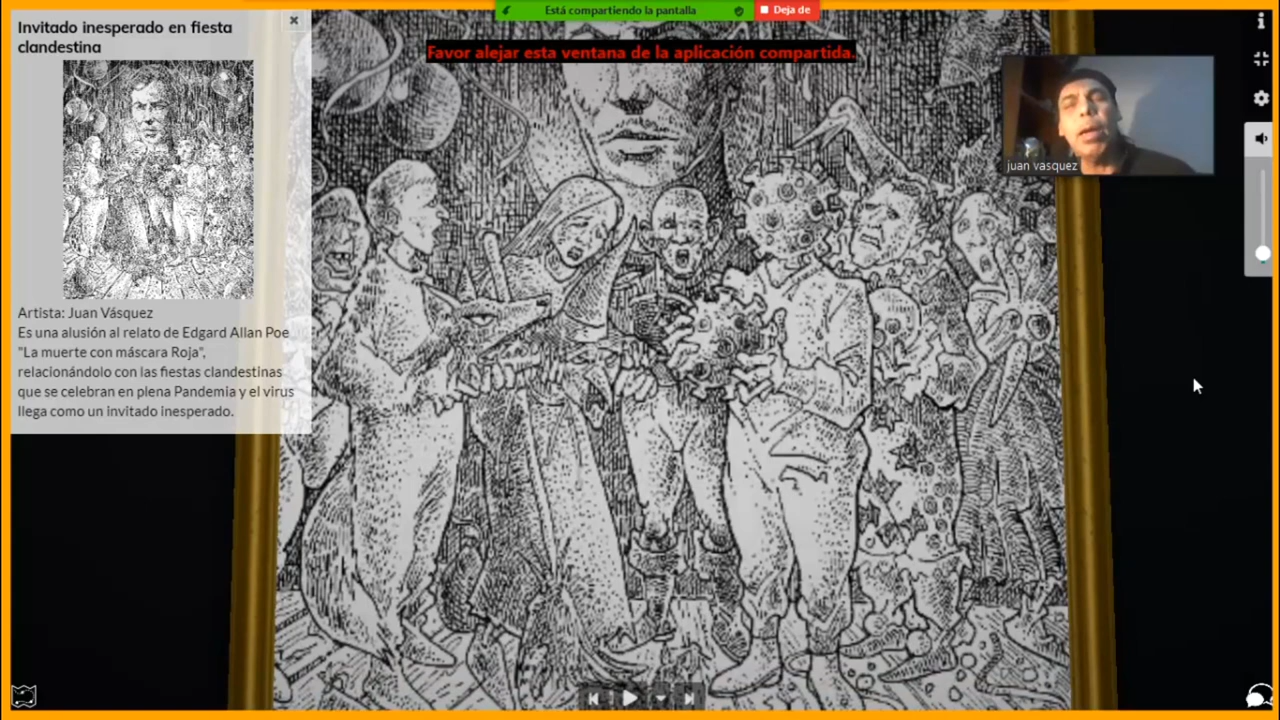 Está compartiendo la pantalla
Deja de
Favor alejar esta ventana de la aplicación compartida.
Invitado inesperado en fiesta
clandestina
Artista: Juan Vásquez
Es una alusión al relato de Edgard Allan Poe
"La muerte con máscara Roja",
relacionándolo con las fiestas clandestinas
que se celebran en plena Pandemia y el virus
llega como un invitado inesperado.
juan vasquez